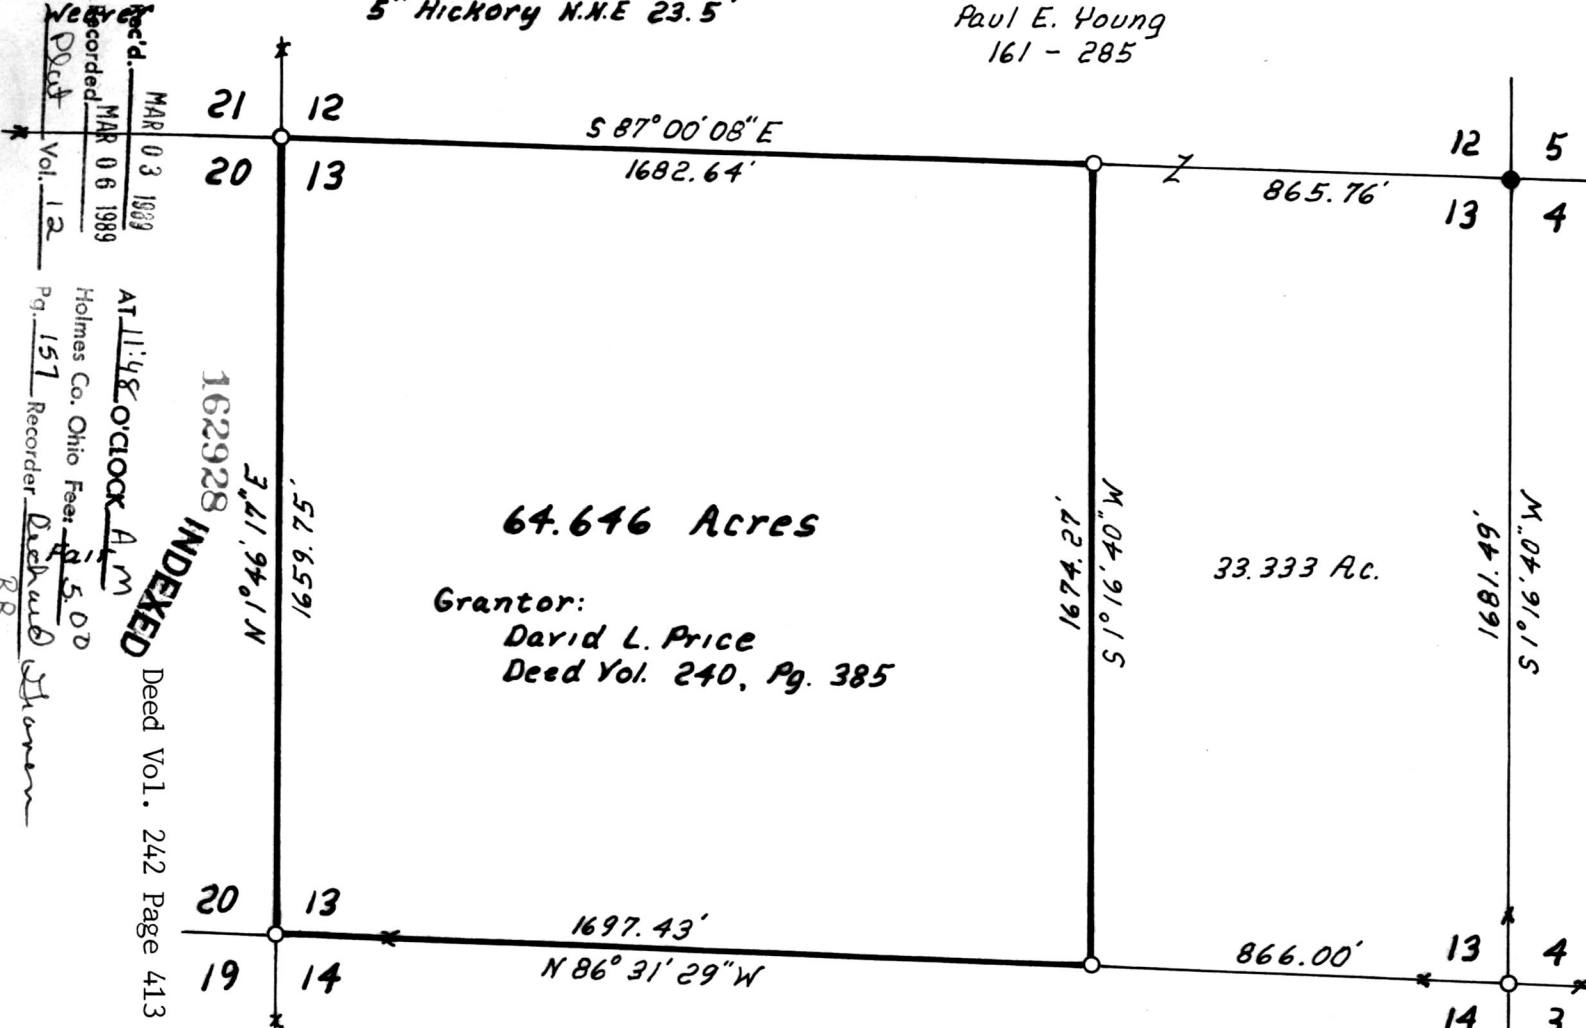 5" Hickory N.N.E 23.5'
Paul E. Young
161 - 285
Rec'd. MAR 03 1989
Recorded MAR 06 1989
Plat Vol. 12 Pg. 157 Recorder Richard
AT 11:48 O'CLOCK A.M
Holmes Co. Ohio Fee: 5.00
162928
INDEXED
Deed Vol. 242 Page 413
21 12
20 13
S 87° 00' 08" E
1682.64'
865.76'
12 5
13 4
N 1° 46' 17" E
1659.75'
64.646 Acres
Grantor:
David L. Price
Deed Vol. 240, Pg. 385
1674.27'
S 1° 16' 40" W
33.333 Ac.
1681.49'
S 1° 16' 40" W
20 13
19 14
1697.43'
N 86° 31' 29" W
866.00'
13 4
14 3